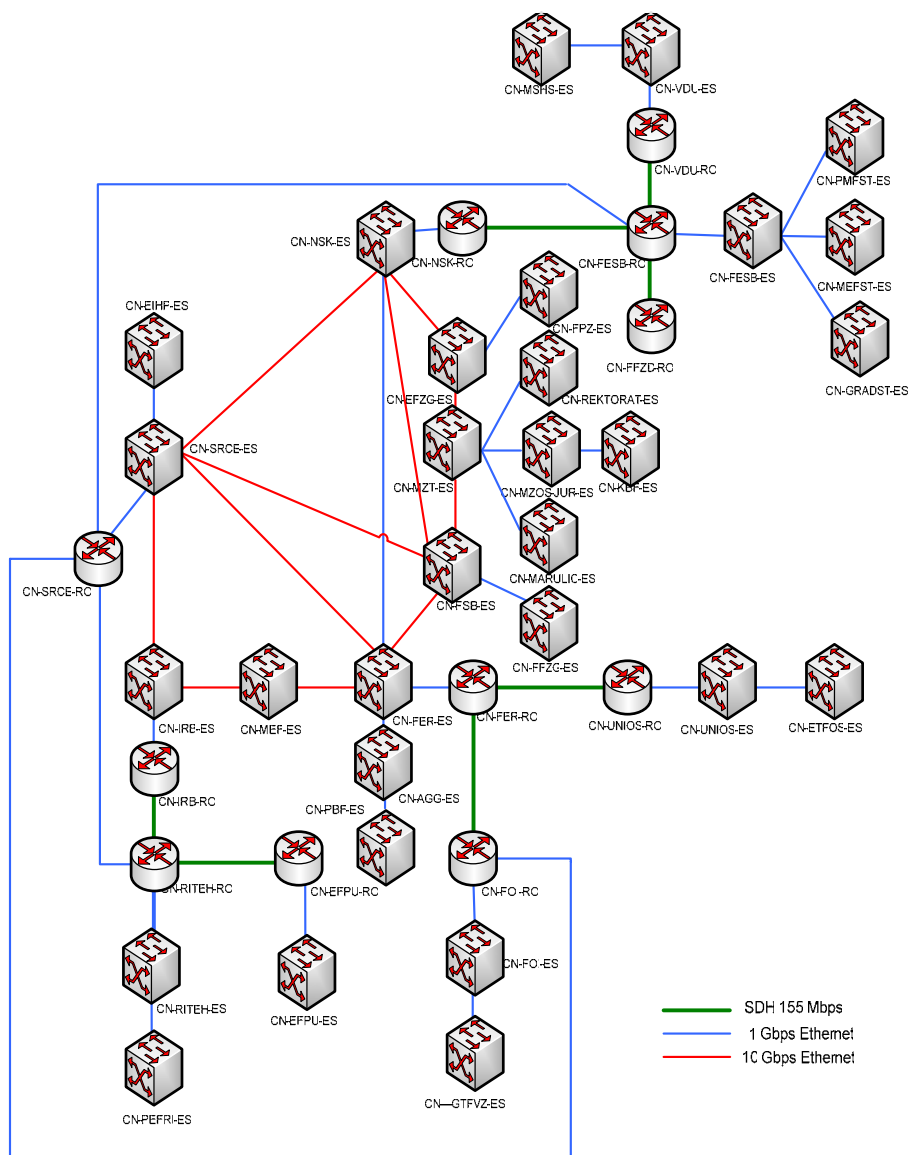 CN-MSHS-ES
CN-VDU-ES
CN-VDU-RC
CN-PMFST-ES
CN-NSK-ES
CN-NSK-RC
CN-FESB-RC
CN-FESB-ES
CN-MEFST-ES
CN-EIHF-ES
CN-FPZ-ES
CN-FFZD-RC
CN-EFZG-ES
CN-REKTORAT-ES
CN-GRADST-ES
CN-SRCE-ES
CN-MZT-ES
CN-MZOSJUR-ES
CN-KBF-ES
CN-SRCE-RC
CN-MARULIC-ES
CN-FSB-ES
CN-FFZG-ES
CN-IRB-ES
CN-MEF-ES
CN-FER-ES
CN-FER-RC
CN-UNIOS-RC
CN-UNIOS-ES
CN-ETFOS-ES
CN-IRB-RC
CN-AGG-ES
CN-PBF-ES
CN-RITEH-RC
CN-EFPU-RC
CN-FOI-RC
CN-FOI-ES
CN-RITEH-ES
CN-EFPU-ES
SDH 155 Mbps
1 Gbps Ethernet
10 Gbps Ethernet
CN-PEFRI-ES
CN—GTFVZ-ES